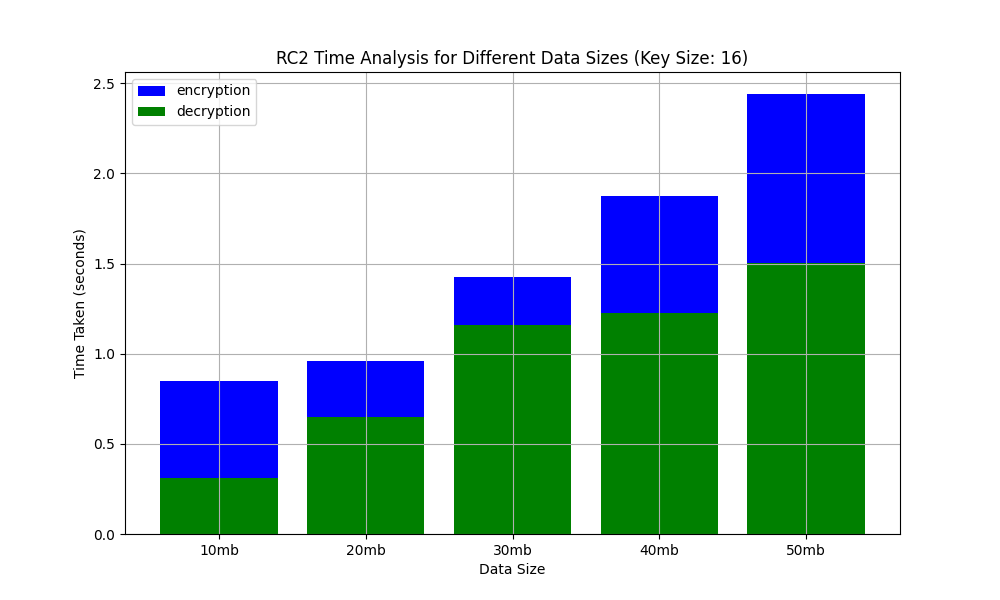 RC2 Time Analysis for Different Data Sizes (Key Size: 16)
encryption
decryption
Time Taken (seconds)
2.5
2.0
1.5
1.0
0.5
0.0
10mb 20mb 30mb 40mb 50mb
Data Size